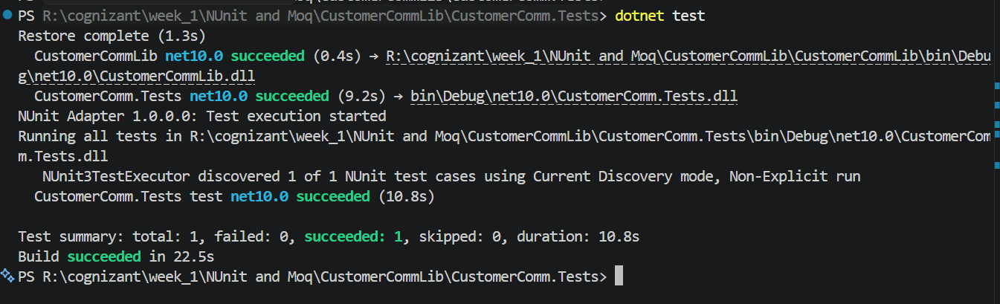 PS R:\cognizant\week_1\NUnit and Moq\CustomerCommLib\CustomerComm.Tests> dotnet test
Restore complete (1.3s)
CustomerCommLib net10.0 succeeded (0.4s) → R:\cognizant\week_1\NUnit and Moq\CustomerCommLib\CustomerCommLib\bin\Debu
g\net10.0\CustomerCommLib.dll
CustomerComm.Tests net10.0 succeeded (9.2s) → bin\Debug\net10.0\CustomerComm.Tests.dll
NUnit Adapter 1.0.0.0: Test execution started
Running all tests in R:\cognizant\week_1\NUnit and Moq\CustomerCommLib\CustomerComm.Tests\bin\Debug\net10.0\CustomerCom
m.Tests.dll
NUnit3TestExecutor discovered 1 of 1 NUnit test cases using Current Discovery mode, Non-Explicit run
CustomerComm.Tests test net10.0 succeeded (10.8s)
Test summary: total: 1, failed: 0, succeeded: 1, skipped: 0, duration: 10.8s
Build succeeded in 22.5s
PS R:\cognizant\week_1\NUnit and Moq\CustomerCommLib\CustomerComm.Tests>